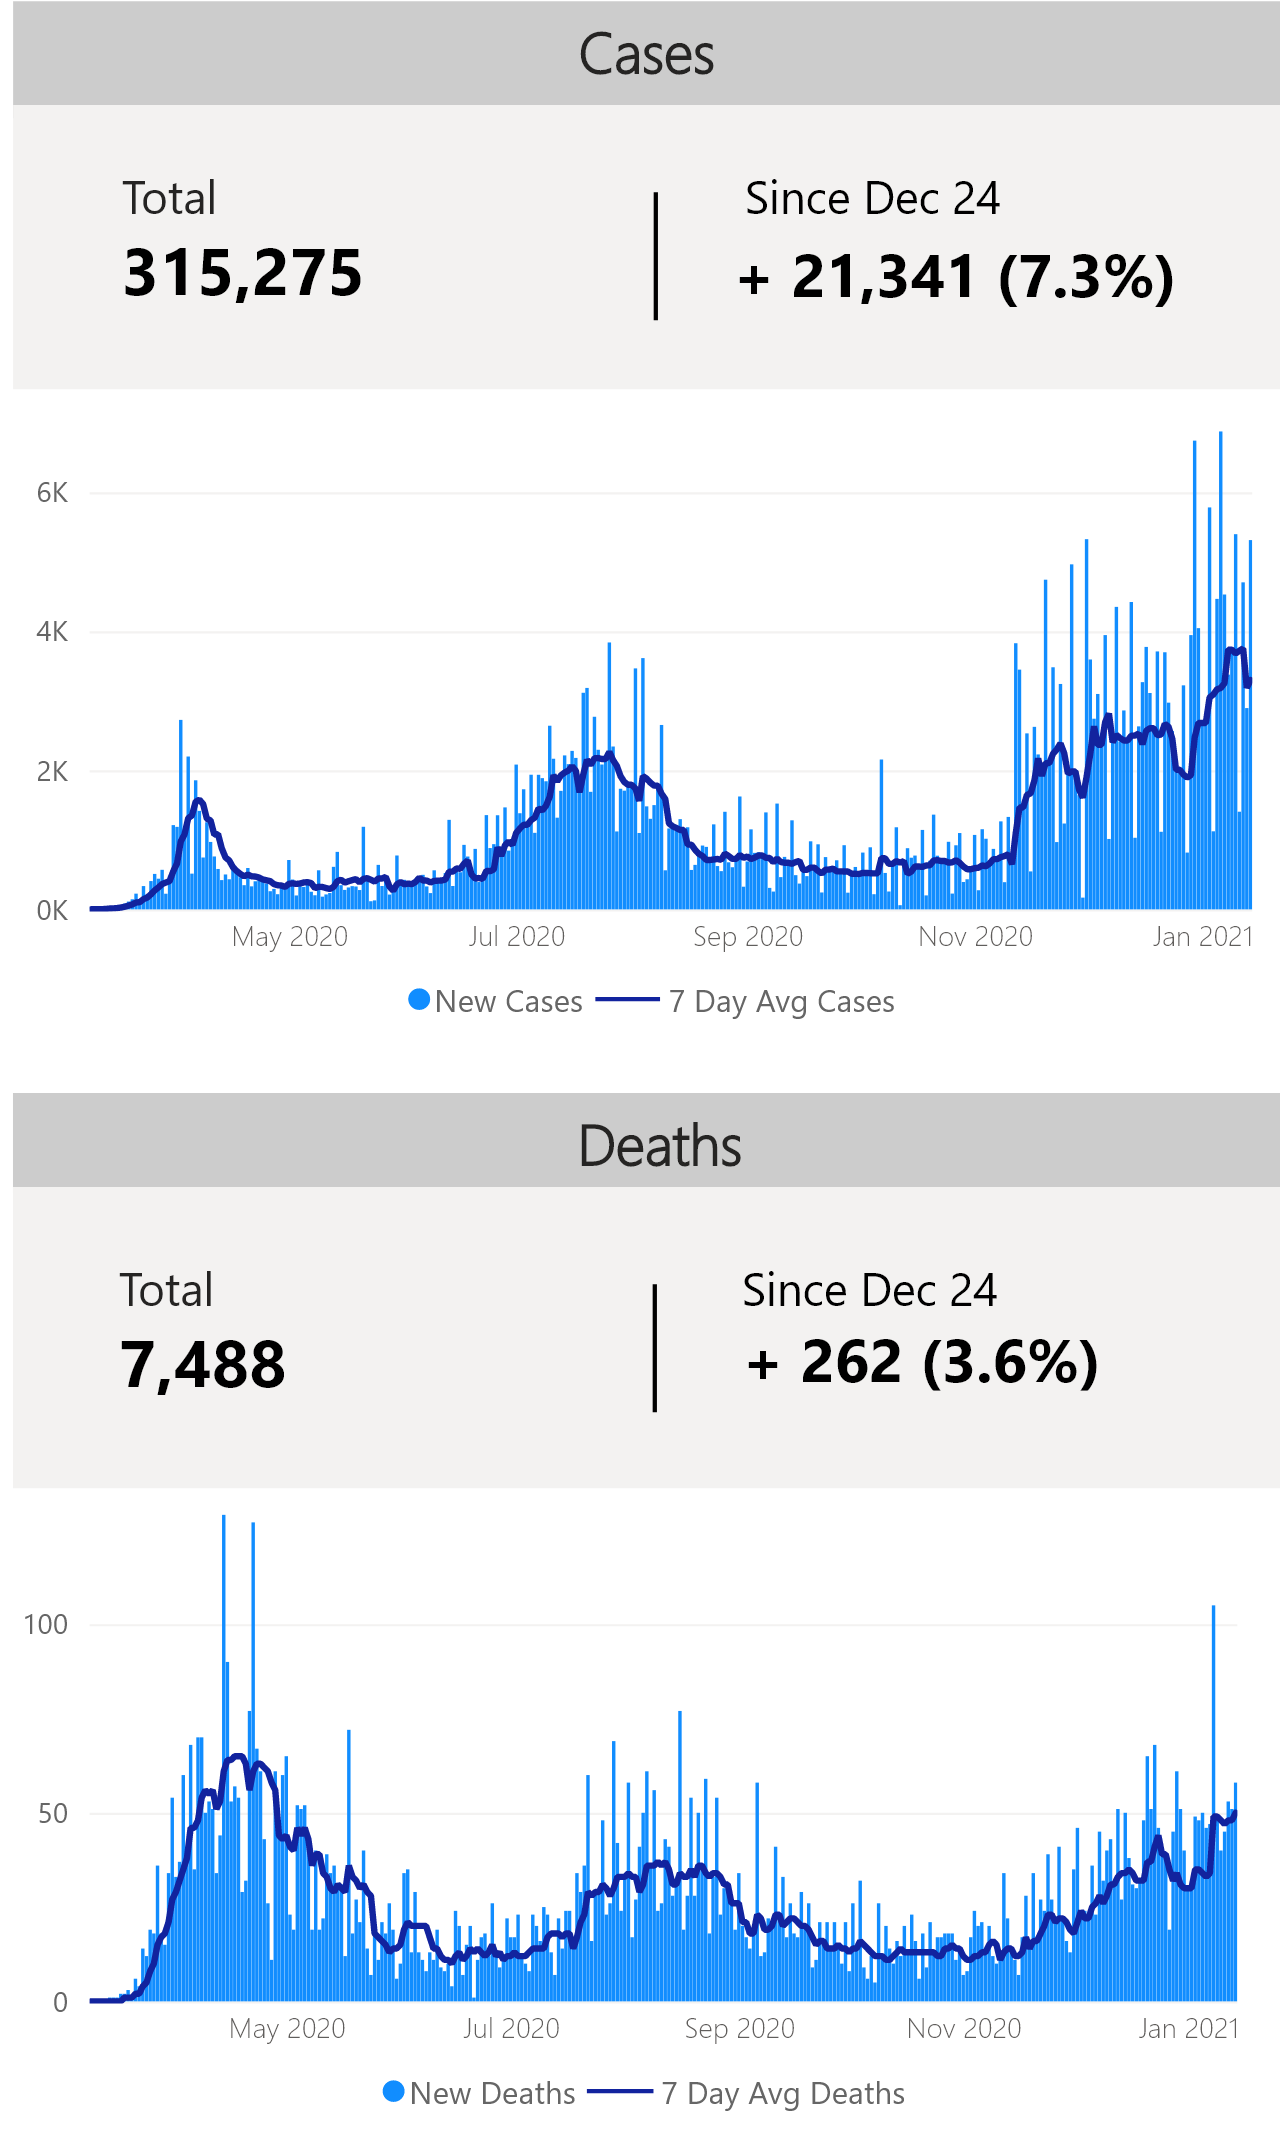 Cases
Total
Since Dec 24
315,275
+ 21,341 (7.3%)
6K
4K
2K
0K
May 2020
Jul 2020
Sep 2020
Nov 2020
Jan 2021
New Cases
7 Day Avg Cases
Deaths
Total
Since Dec 24
7,488
+ 262 (3.6%)
100
50
0
May 2020
Jul 2020
Sep 2020
Nov 2020
Jan 2021
New Deaths
7 Day Avg Deaths